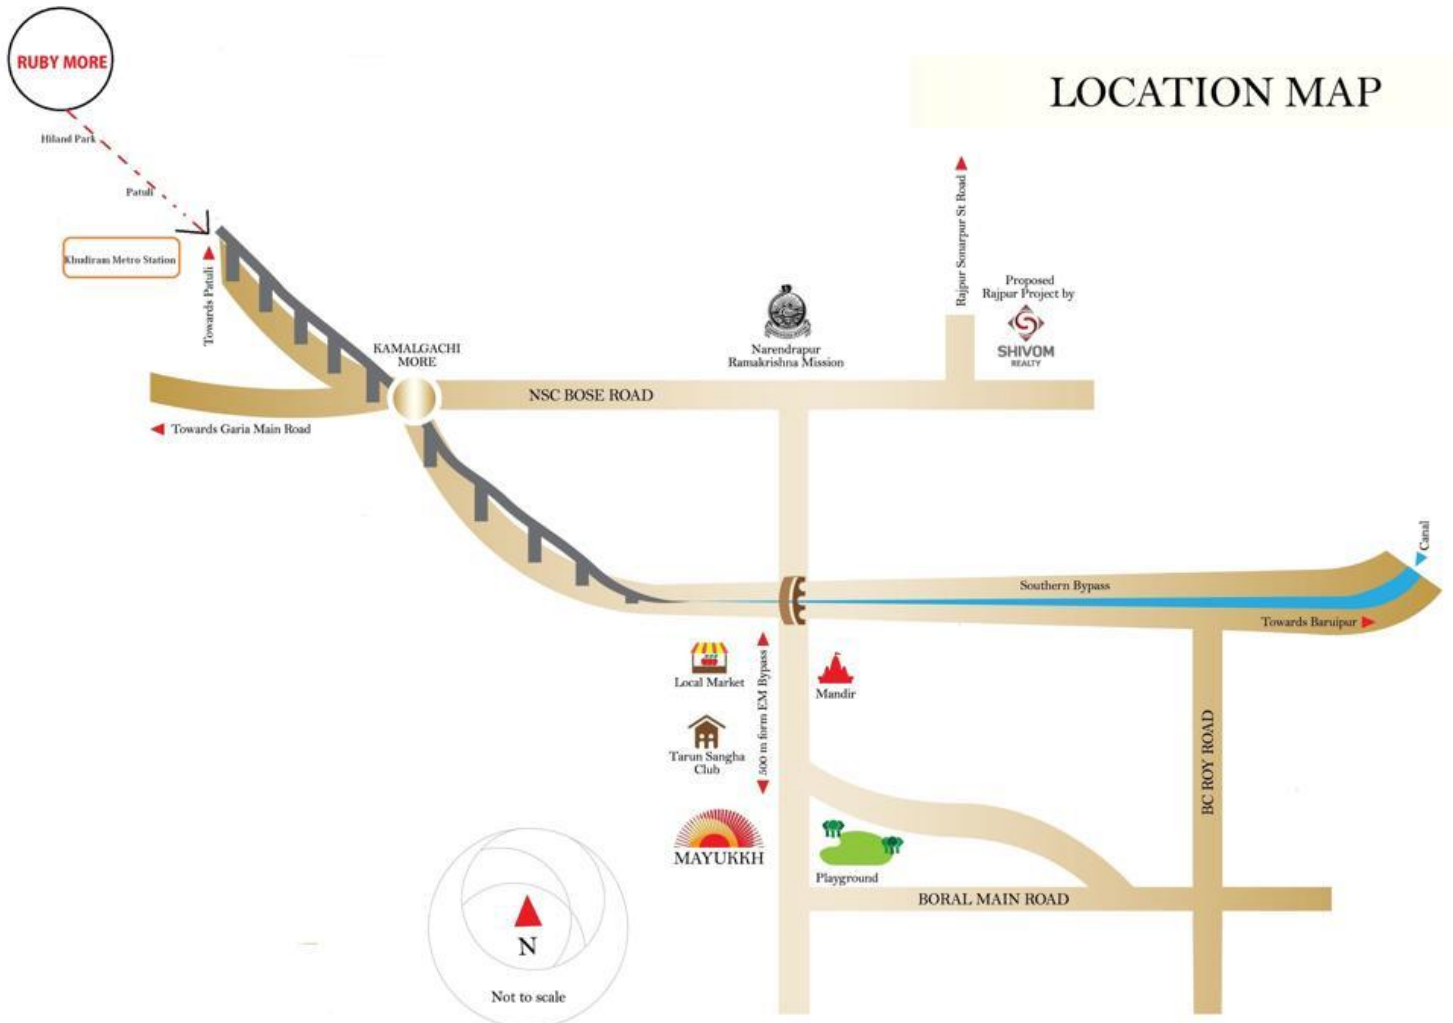 RUBY MORE
LOCATION MAP
Hiland Park
Patuli
Khudiram Metro Station
Towards Patuli
KAMALGACHI
MORE
NSC BOSE ROAD
Towards Garia Main Road
Narendrapur
Ramakrishna Mission
Rajpur Sonarpur St Road
Proposed
Rajpur Project by
S
SHIVOM
REALTY
Canal
Southern Bypass
Towards Baruipur
Local Market
500 m form EM Bypass
Mandir
Tarun Sangha
Club
BC ROY ROAD
MAYUKKH
Playground
BORAL MAIN ROAD
N
Not to scale